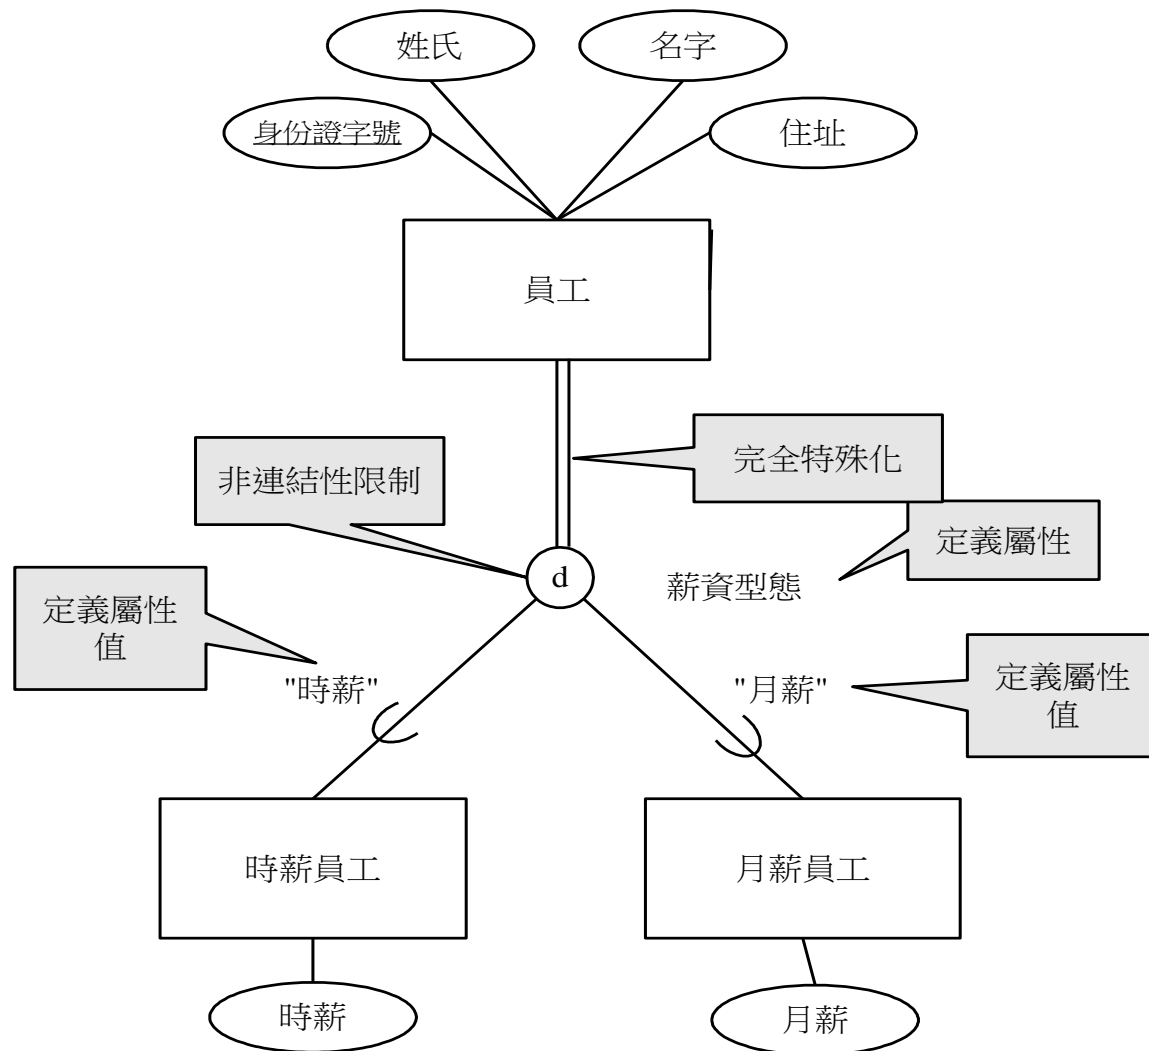 姓氏
名字
身份證字號
住址
員工
完全特殊化
非連結性限制
定義屬性
d
薪資型態
定義屬性
值
"時薪"
"月薪"
定義屬性
值
時薪員工
月薪員工
時薪
月薪